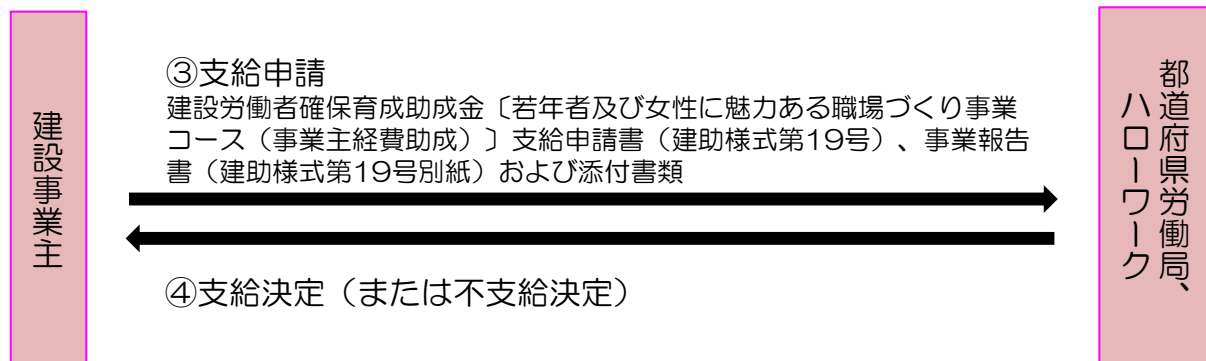 建設事業主
③支給申請
建設労働者確保育成助成金〔若年者及び女性に魅力ある職場づくり事業
コース（事業主経費助成）〕支給申請書（建助様式第19号）、事業報告
書（建助様式第19号別紙）および添付書類
④支給決定（または不支給決定）
都道府県労働局、
ハローワーク